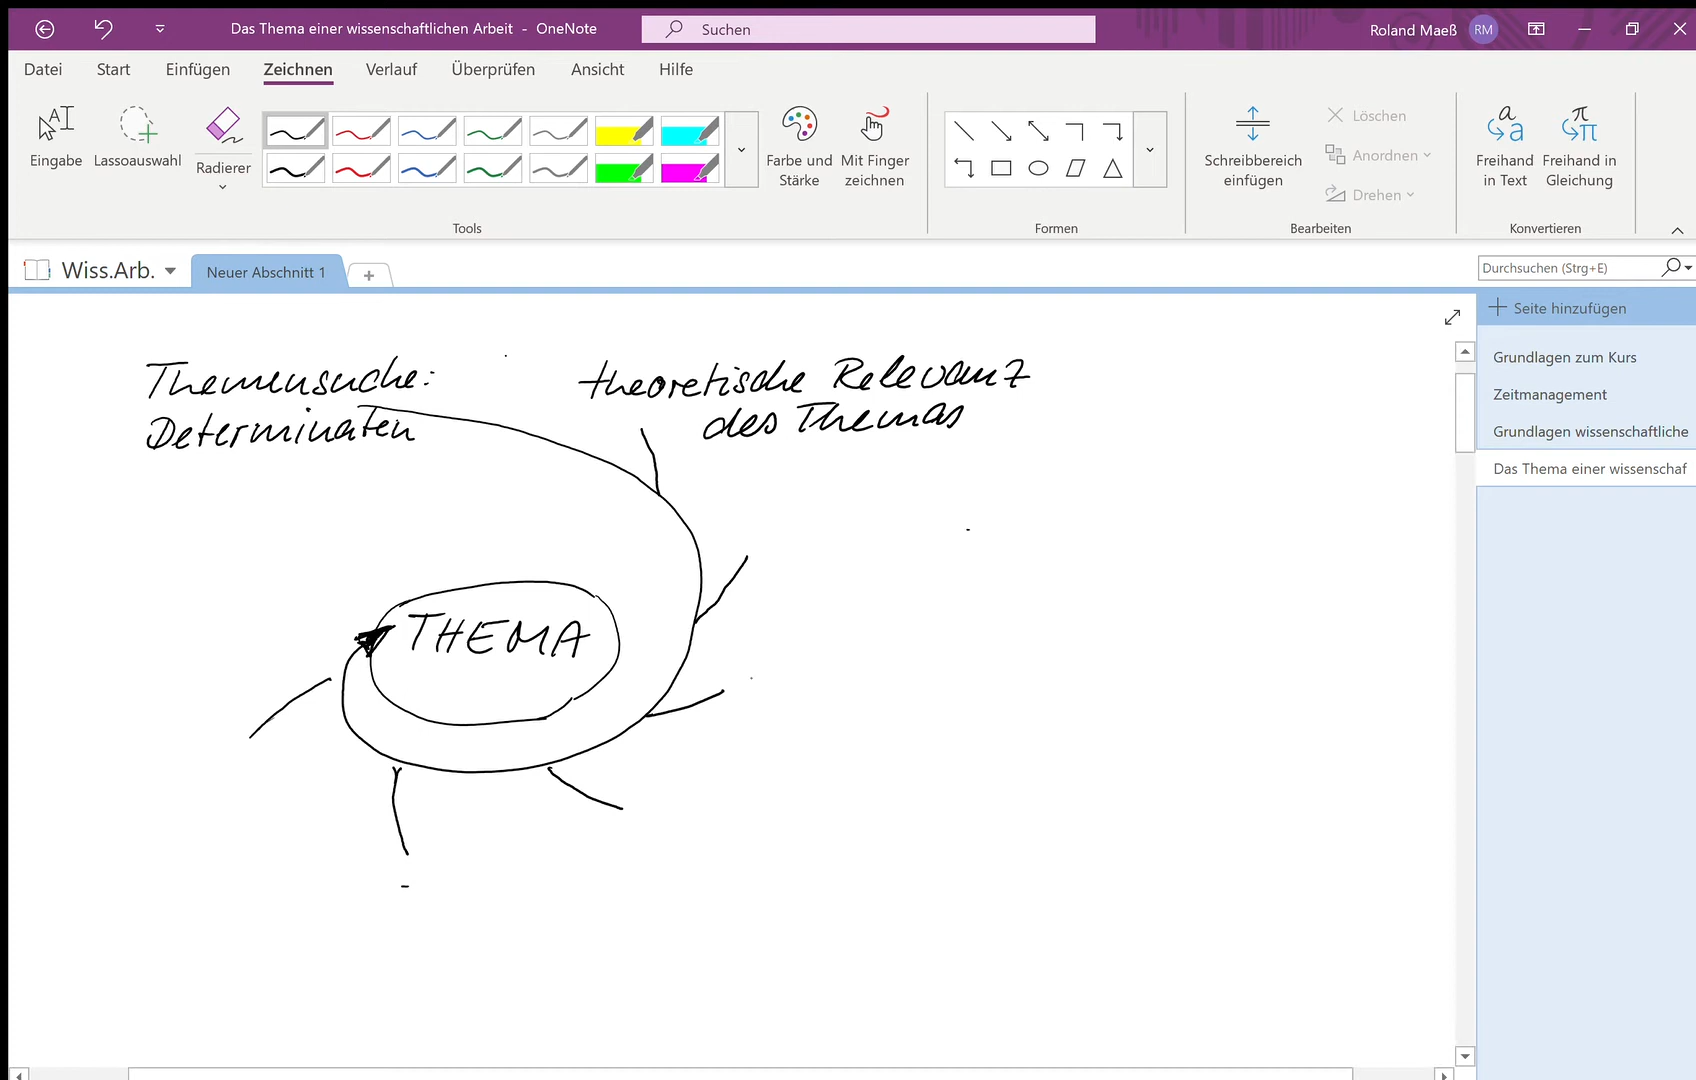 Das Thema einer wissenschaftlichen Arbeit - OneNote
Suchen
Roland Maeß
RM
Datei Start Einfügen Zeichnen Verlauf Überprüfen Ansicht Hilfe
Eingabe
Lassoauswahl
Radierer
Farbe und
Stärke
Mit Finger
zeichnen
Tools
Formen
Schreibbereich
einfügen
Löschen
Anordnen
Drehen
Bearbeiten
Freihand
in Text
Freihand in
Gleichung
Konvertieren
Wiss.Arb.
Neuer Abschnitt 1
Durchsuchen (Strg+E)
Seite hinzufügen
Grundlagen zum Kurs
Zeitmanagement
Grundlagen wissenschaftliche
Das Thema einer wissenschaf
Themensuche:
Determinaten
theoretische Relevanz
des Themas
THEMA